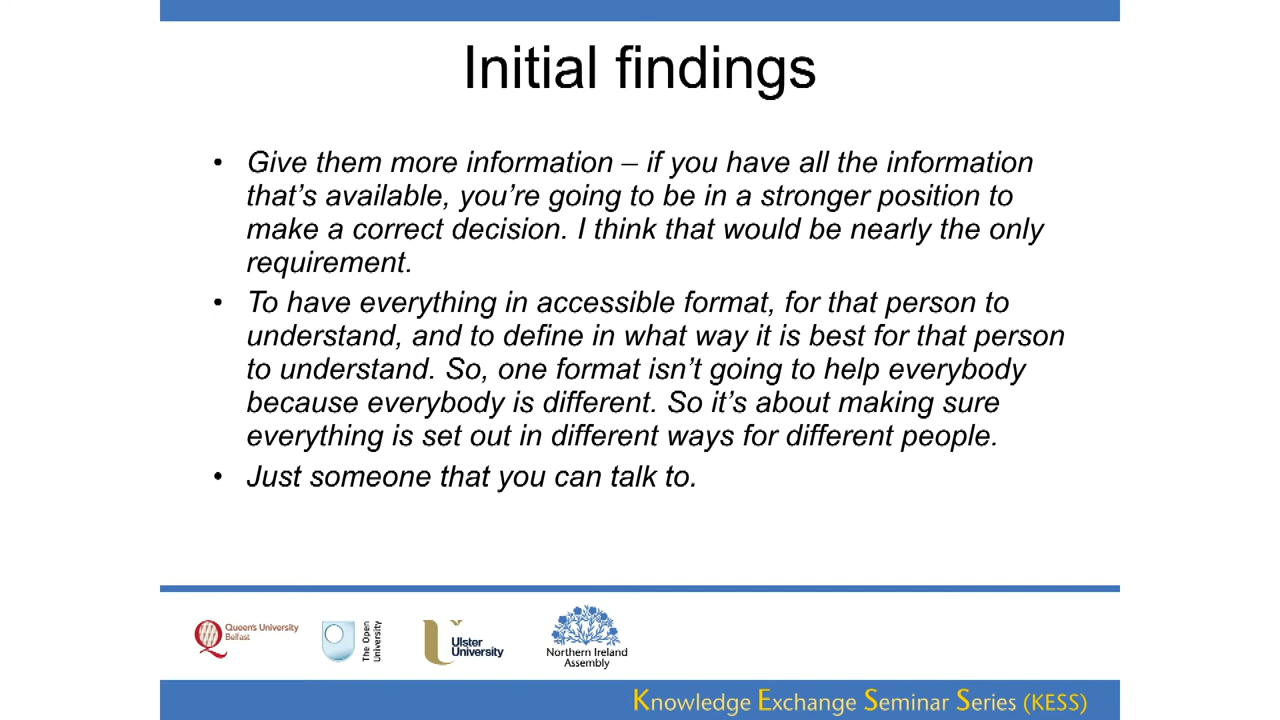 Initial findings
• Give them more information – if you have all the information
that’s available, you’re going to be in a stronger position to
make a correct decision. I think that would be nearly the only
requirement.
• To have everything in accessible format, for that person to
understand, and to define in what way it is best for that person
to understand. So, one format isn’t going to help everybody
because everybody is different. So it’s about making sure
everything is set out in different ways for different people.
• Just someone that you can talk to.
Queen's University
Belfast
The Open
University
Ulster
University
Northern Ireland
Assembly
Knowledge Exchange Seminar Series (KESS)